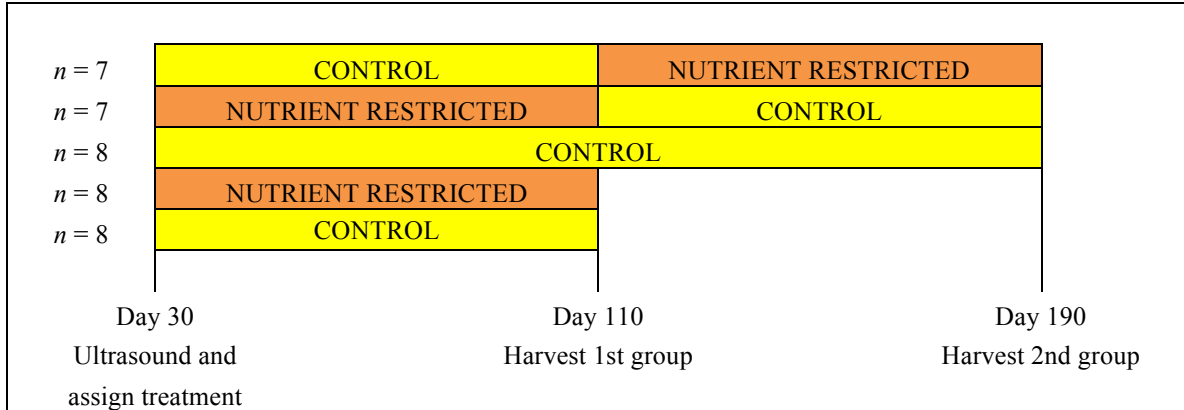 n = 7 CONTROL NUTRIENT RESTRICTED
n = 7 NUTRIENT RESTRICTED CONTROL
n = 8 CONTROL
n = 8 NUTRIENT RESTRICTED
n = 8 CONTROL
Day 30 Day 110 Day 190
Ultrasound and Harvest 1st group Harvest 2nd group
assign treatment